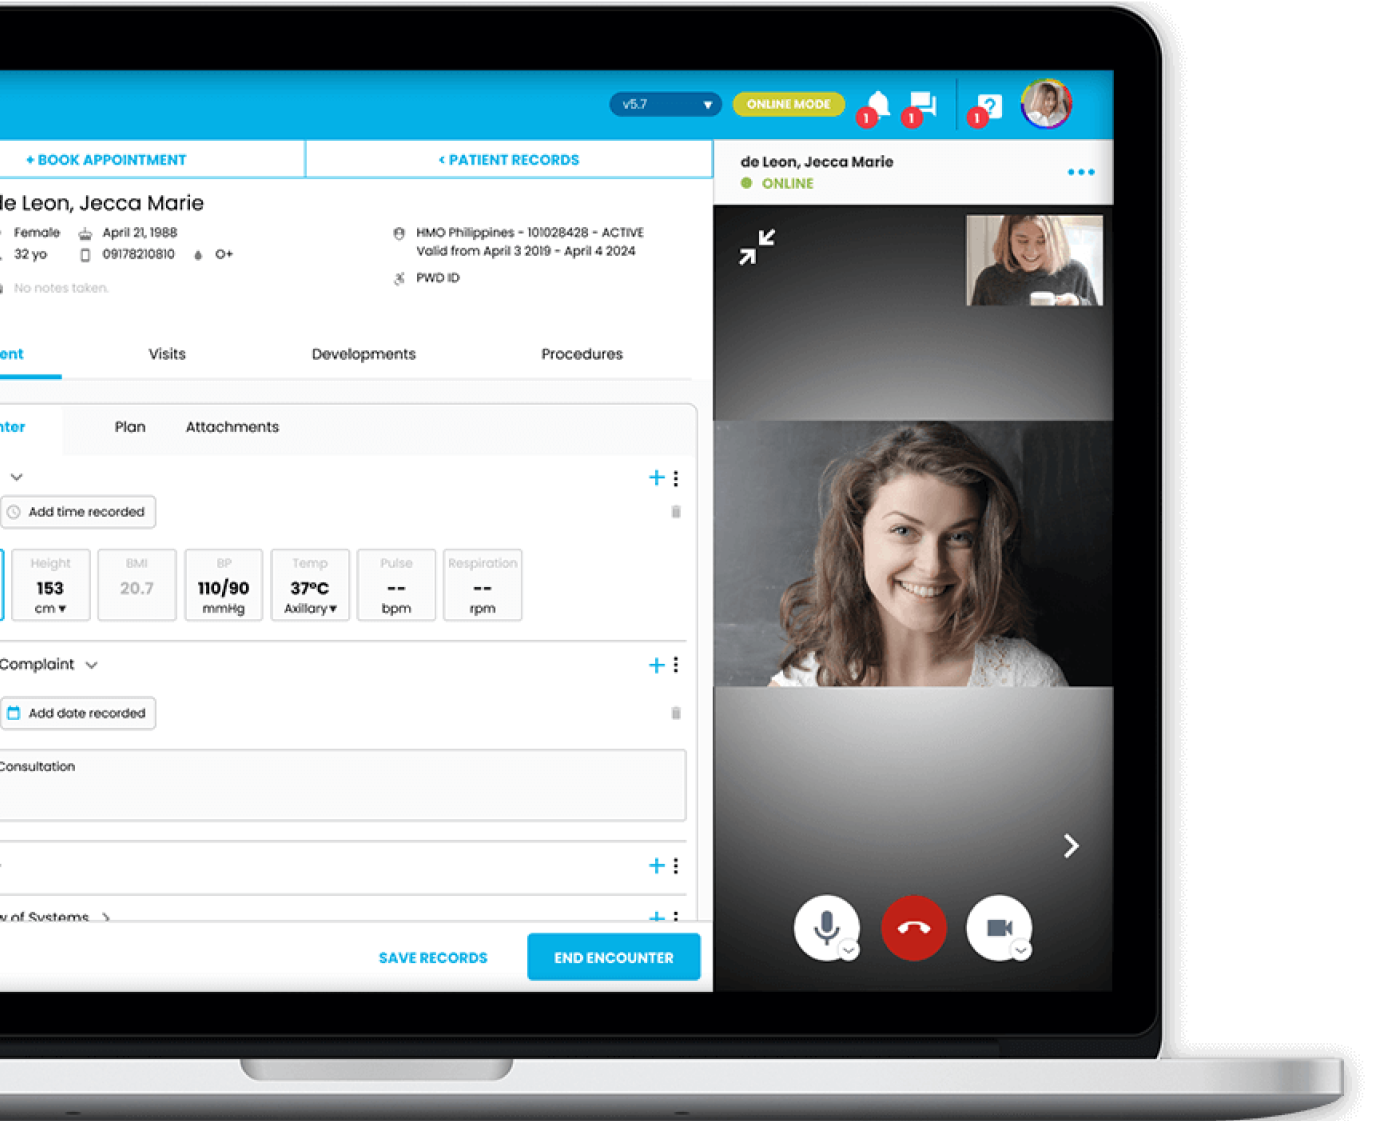 v5.7 ▼ ONLINE MODE 1 1 1 ?
+ BOOK APPOINTMENT
< PATIENT RECORDS
de Leon, Jecca Marie
ONLINE
de Leon, Jecca Marie
Female April 21, 1988
32 yo 09178210810 O+
No notes taken.
HMO Philippines - 101028428 - ACTIVE
Valid from April 3 2019 - April 4 2024
PWD ID
Visits Developments Procedures
Plan Attachments
Add time recorded
Height BMI BP Temp Pulse Respiration
153 20.7 110/90 37°C -- --
cm ▼ mmHg Axillary ▼ bpm rpm
Complaint
Add date recorded
Consultation
of Systems
SAVE RECORDS END ENCOUNTER